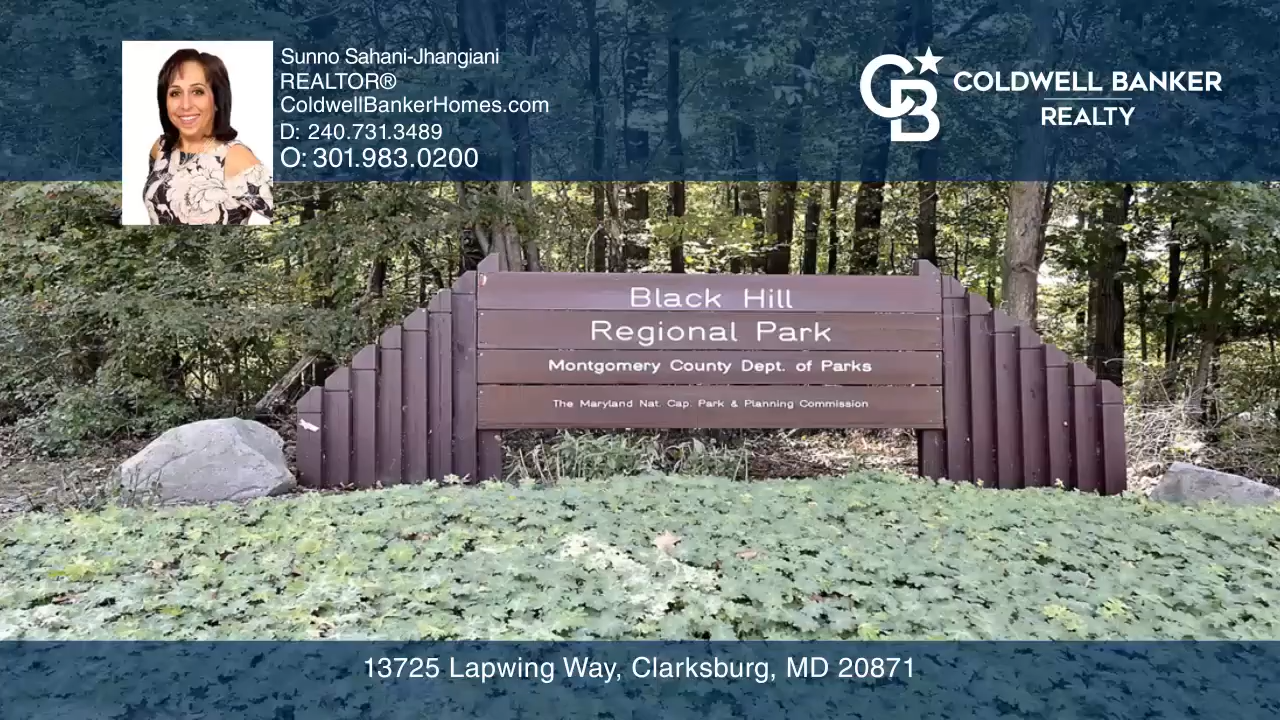 Sunno Sahani-Jhangiani
REALTOR®
ColdwellBankerHomes.com
D: 240.731.3489
O: 301.983.0200
CB
COLDWELL BANKER
REALTY
Black Hill
Regional Park
Montgomery County Dept. of Parks
The Maryland Nat. Cap. Park & Planning Commission
13725 Lapwing Way, Clarksburg, MD 20871